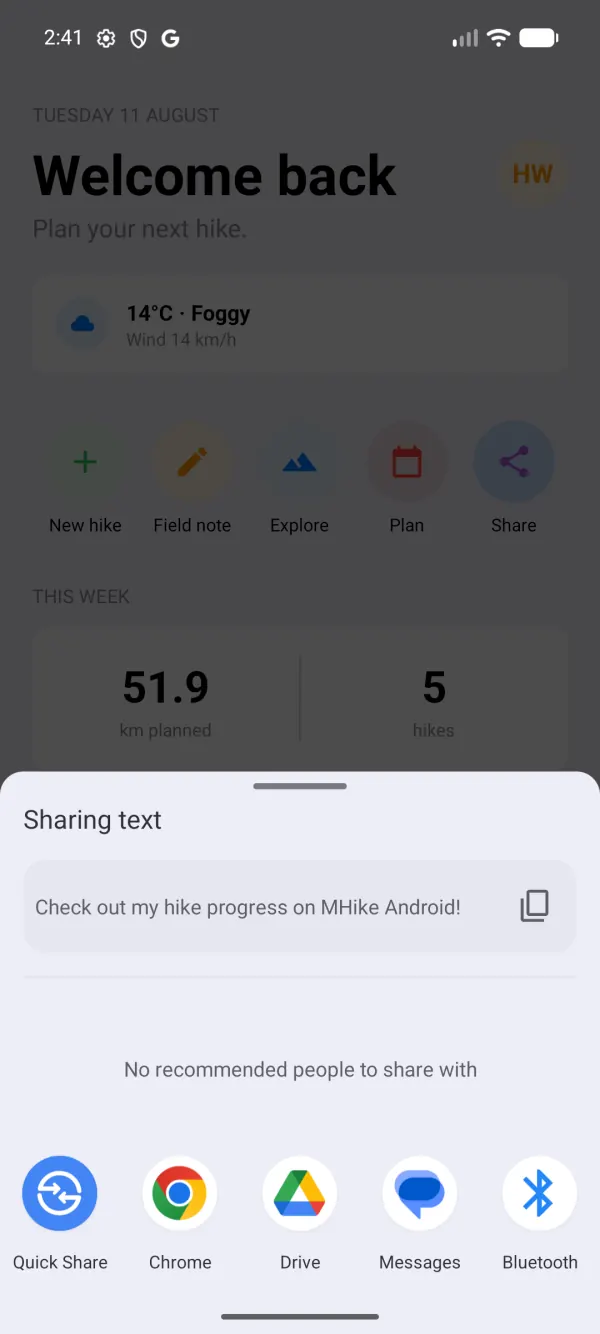 2:41
TUESDAY 11 AUGUST
Welcome back
HW
Plan your next hike.
14°C · Foggy
Wind 14 km/h
New hike
Field note
Explore
Plan
Share
THIS WEEK
51.9
km planned
5
hikes
Sharing text
Check out my hike progress on MHike Android!
No recommended people to share with
Quick Share
Chrome
Drive
Messages
Bluetooth